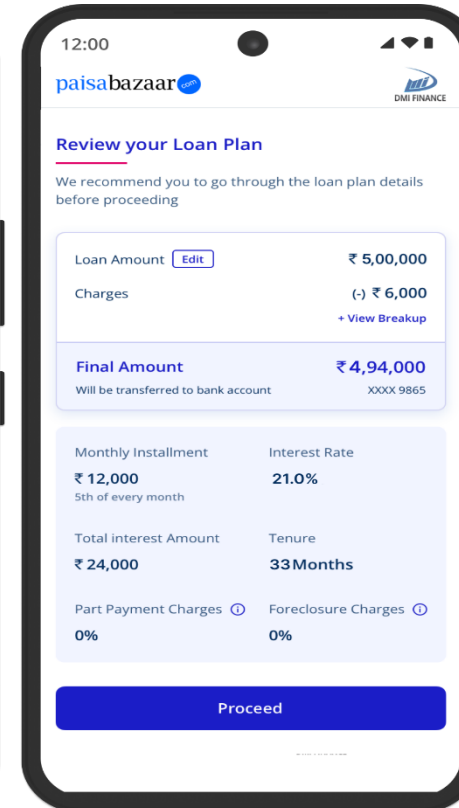 12:00
paisabazaar.com
DMI FINANCE
Review your Loan Plan
We recommend you to go through the loan plan details
before proceeding
Loan Amount Edit ₹ 5,00,000
Charges (-) ₹ 6,000
+ View Breakup
Final Amount ₹ 4,94,000
Will be transferred to bank account XXXX 9865
Monthly Installment Interest Rate
₹ 12,000 21.0%
5th of every month
Total interest Amount Tenure
₹ 24,000 33Months
Part Payment Charges Foreclosure Charges
0% 0%
Proceed